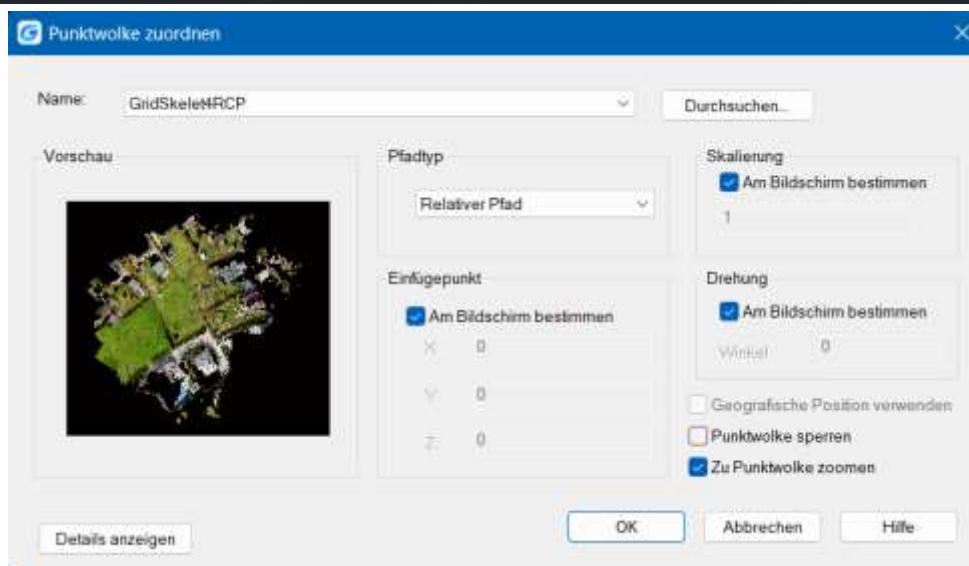 Punktwolke zuordnen
Name: GridSkelet4RCP Durchsuchen...
Vorschau
Pfadtyp
Relativer Pfad
Skalierung
Am Bildschirm bestimmen
1
Einfügepunkt
Am Bildschirm bestimmen
X 0
Y 0
Z 0
Drehung
Am Bildschirm bestimmen
Winkel 0
Geografische Position verwenden
Punktwolke sperren
Zu Punktwolke zoomen
Details anzeigen OK Abbrechen Hilfe